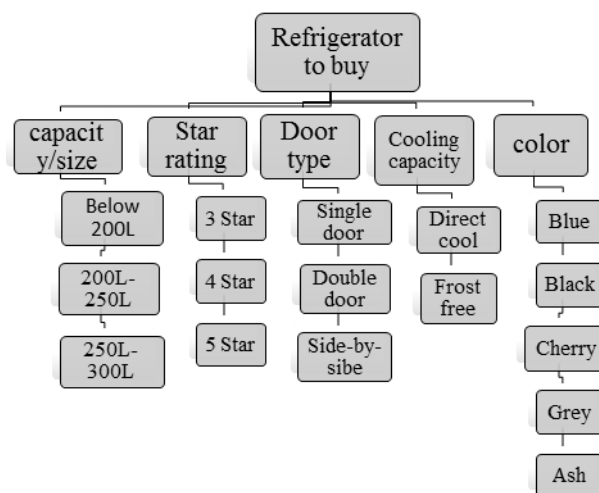 Refrigerator
to buy
capacit
y/size
Star
rating
Door
type
Cooling
capacity
color
Below
200L
200L-
250L
250L-
300L
3 Star
4 Star
5 Star
Single
door
Double
door
Side-by-
sibe
Direct
cool
Frost
free
Blue
Black
Cherry
Grey
Ash